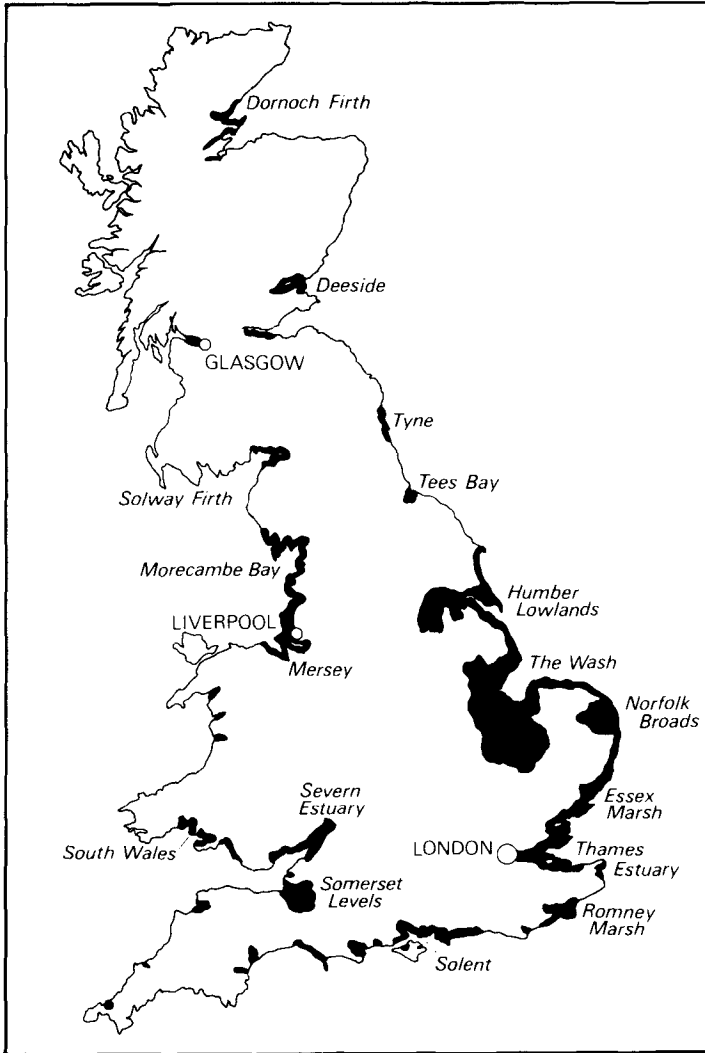 Dornoch Firth
Deeside
GLASGOW
Tyne
Solway Firth
Tees Bay
Morecambe Bay
Humber
Lowlands
LIVERPOOL
Mersey
The Wash
Norfolk
Broads
Severn
Estuary
Essex
Marsh
South Wales
LONDON
Thames
Estuary
Somerset
Levels
Romney
Marsh
Solent